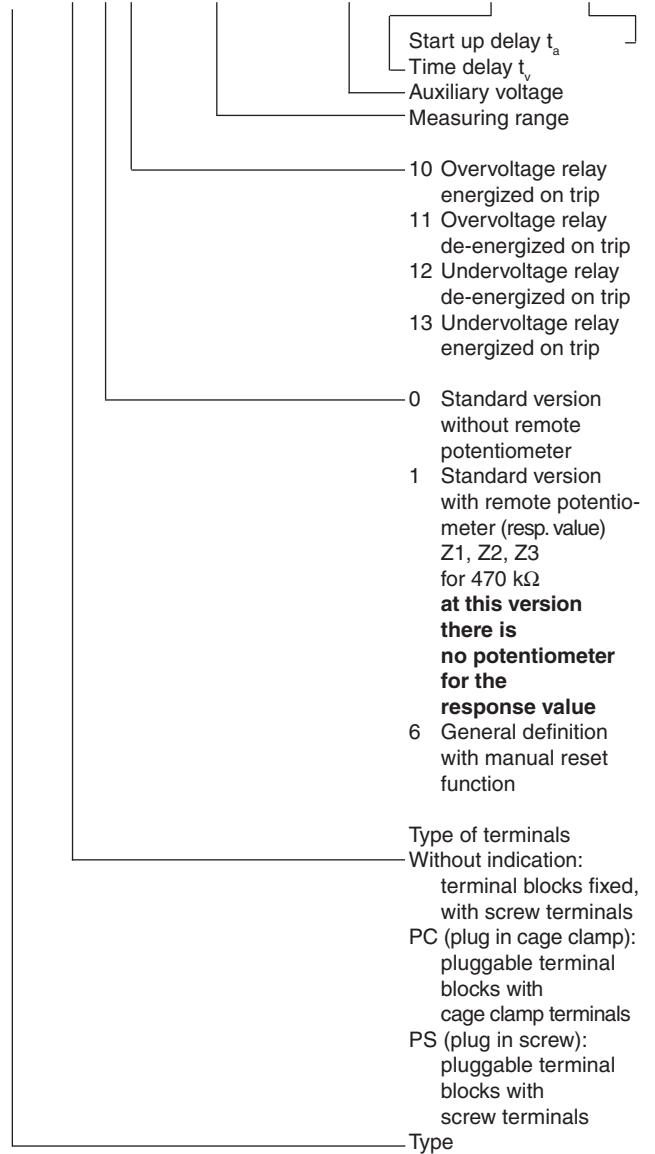 Start up delay tₐ
Time delay tᵥ
Auxiliary voltage
Measuring range
10 Overvoltage relay
energized on trip
11 Overvoltage relay
de-energized on trip
12 Undervoltage relay
de-energized on trip
13 Undervoltage relay
energized on trip
0 Standard version
without remote
potentiometer
1 Standard version
with remote potentio-
meter (resp. value)
Z1, Z2, Z3
for 470 kΩ
at this version
there is
no potentiometer
for the
response value
6 General definition
with manual reset
function
Type of terminals
Without indication:
terminal blocks fixed,
with screw terminals
PC (plug in cage clamp):
pluggable terminal
blocks with
cage clamp terminals
PS (plug in screw):
pluggable terminal
blocks with
screw terminals
Type